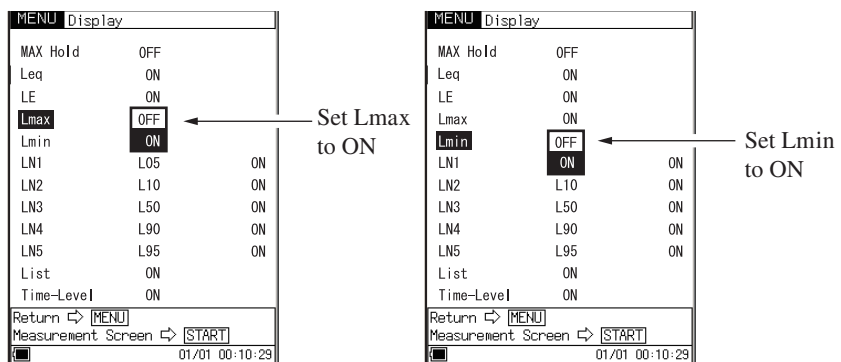 MENU Display
MAX Hold OFF
Leq ON
LE ON
Lmax OFF
Lmin ON
LN1 L05 ON
LN2 L10 ON
LN3 L50 ON
LN4 L90 ON
LN5 L95 ON
List ON
Time-Level ON
Return ⇨ MENU
Measurement Screen ⇨ START
01/01 00:10:29
Set Lmax
to ON
MENU Display
MAX Hold OFF
Leq ON
LE ON
Lmax ON
Lmin OFF
LN1 ON ON
LN2 L10 ON
LN3 L50 ON
LN4 L90 ON
LN5 L95 ON
List ON
Time-Level ON
Return ⇨ MENU
Measurement Screen ⇨ START
01/01 00:10:29
Set Lmin
to ON